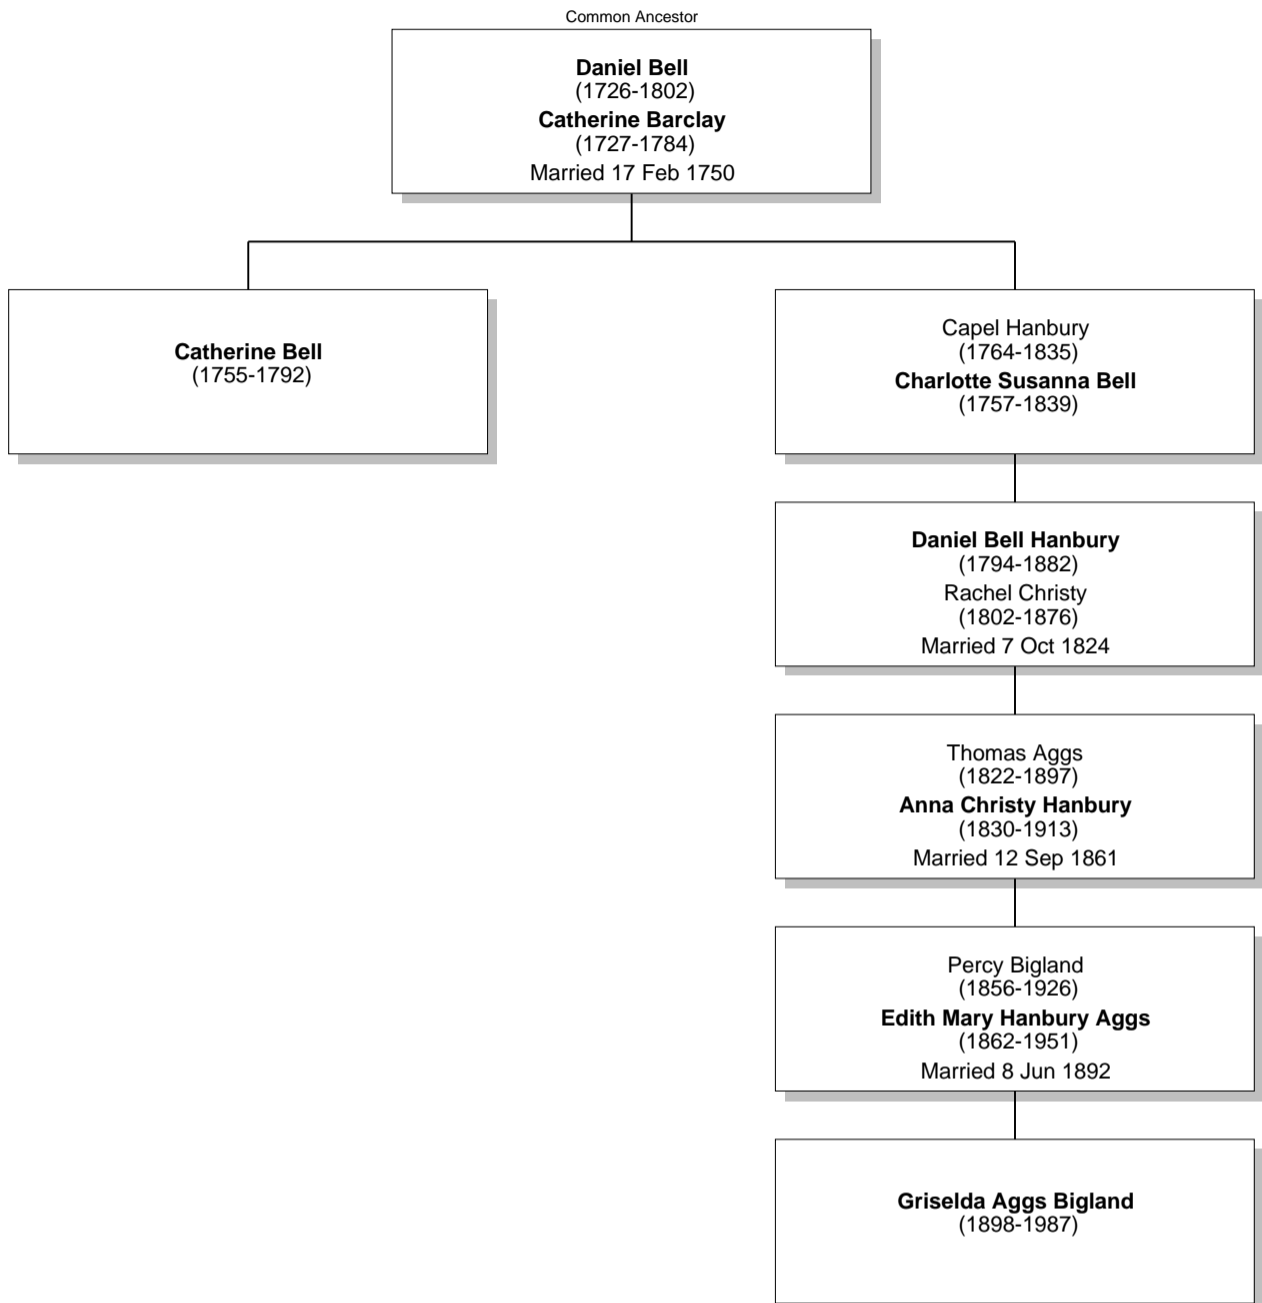 Common Ancestor
Daniel Bell
(1726-1802)
Catherine Barclay
(1727-1784)
Married 17 Feb 1750
Catherine Bell
(1755-1792)
Capel Hanbury
(1764-1835)
Charlotte Susanna Bell
(1757-1839)
Daniel Bell Hanbury
(1794-1882)
Rachel Christy
(1802-1876)
Married 7 Oct 1824
Thomas Aggs
(1822-1897)
Anna Christy Hanbury
(1830-1913)
Married 12 Sep 1861
Percy Bigland
(1856-1926)
Edith Mary Hanbury Aggs
(1862-1951)
Married 8 Jun 1892
Griselda Aggs Bigland
(1898-1987)